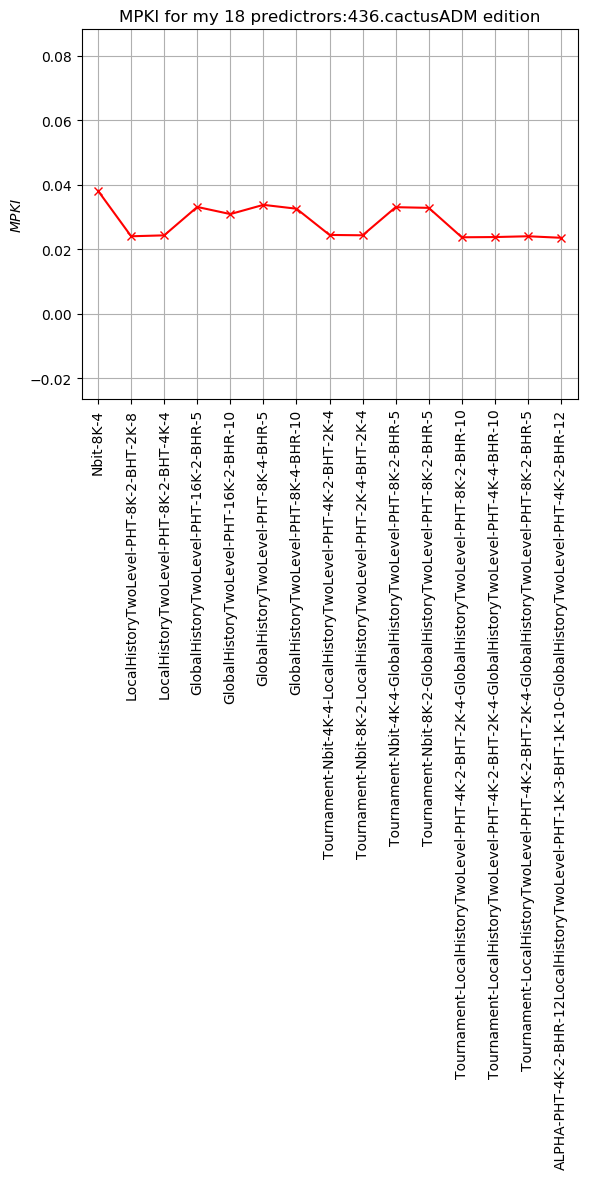 MPKI for my 18 predictrors:436.cactusADM edition
0.08
0.06
0.04
0.02
0.00
−0.02
MPKI
Nbit-8K-4
LocalHistoryTwoLevel-PHT-8K-2-BHT-2K-8
LocalHistoryTwoLevel-PHT-8K-2-BHT-4K-4
GlobalHistoryTwoLevel-PHT-16K-2-BHR-5
GlobalHistoryTwoLevel-PHT-16K-2-BHR-10
GlobalHistoryTwoLevel-PHT-8K-4-BHR-5
GlobalHistoryTwoLevel-PHT-8K-4-BHR-10
Tournament-Nbit-4K-4-LocalHistoryTwoLevel-PHT-4K-2-BHT-2K-4
Tournament-Nbit-8K-2-LocalHistoryTwoLevel-PHT-2K-4-BHT-2K-4
Tournament-Nbit-4K-4-GlobalHistoryTwoLevel-PHT-8K-2-BHR-5
Tournament-Nbit-8K-2-GlobalHistoryTwoLevel-PHT-8K-2-BHR-5
Tournament-LocalHistoryTwoLevel-PHT-4K-2-BHT-2K-4-GlobalHistoryTwoLevel-PHT-8K-2-BHR-10
Tournament-LocalHistoryTwoLevel-PHT-4K-2-BHT-2K-4-GlobalHistoryTwoLevel-PHT-4K-4-BHR-10
Tournament-LocalHistoryTwoLevel-PHT-4K-2-BHT-2K-4-GlobalHistoryTwoLevel-PHT-8K-2-BHR-5
ALPHA-PHT-4K-2-BHR-12LocalHistoryTwoLevel-PHT-1K-3-BHT-1K-10-GlobalHistoryTwoLevel-PHT-4K-2-BHR-12